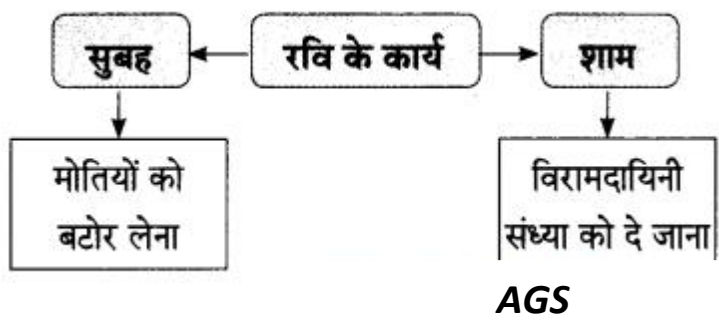 सुबह
रवि के कार्य
शाम
मोतियों को
बटोर लेना
विरामदायिनी
संध्या को दे जाना
AGS